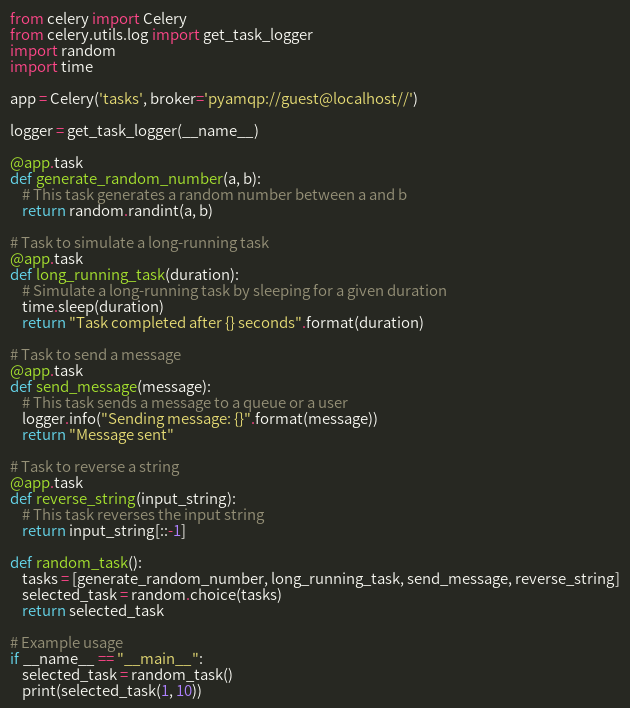 from celery import Celery
from celery.utils.log import get_task_logger
import random
import time

app = Celery('tasks', broker='pyamqp://guest@localhost//')

logger = get_task_logger(__name__)

@app.task
def generate_random_number(a, b):
    # This task generates a random number between a and b
    return random.randint(a, b)

# Task to simulate a long-running task
@app.task
def long_running_task(duration):
    # Simulate a long-running task by sleeping for a given duration
    time.sleep(duration)
    return "Task completed after {} seconds".format(duration)

# Task to send a message
@app.task
def send_message(message):
    # This task sends a message to a queue or a user
    logger.info("Sending message: {}".format(message))
    return "Message sent"

# Task to reverse a string
@app.task
def reverse_string(input_string):
    # This task reverses the input string
    return input_string[::-1]

def random_task():
    tasks = [generate_random_number, long_running_task, send_message, reverse_string]
    selected_task = random.choice(tasks)
    return selected_task

# Example usage
if __name__ == "__main__":
    selected_task = random_task()
    print(selected_task(1, 10))